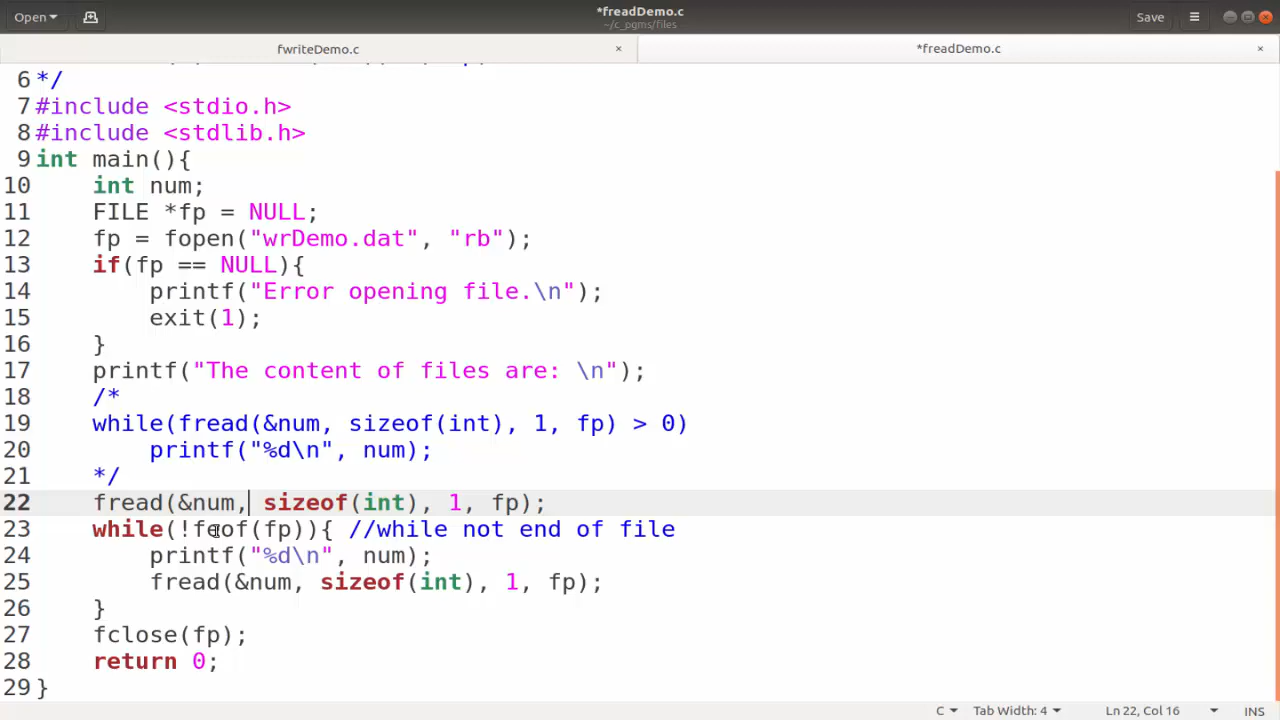 Open
*freadDemo.c
~/c_pgms/files
Save
fwriteDemo.c ×
*freadDemo.c ×
6 */
7 #include <stdio.h>
8 #include <stdlib.h>
9 int main(){
10     int num;
11     FILE *fp = NULL;
12     fp = fopen("wrDemo.dat", "rb");
13     if(fp == NULL){
14         printf("Error opening file.\n");
15         exit(1);
16     }
17     printf("The content of files are: \n");
18     /*
19     while(fread(&num, sizeof(int), 1, fp) > 0)
20         printf("%d\n", num);
21     */
22     fread(&num, sizeof(int), 1, fp);
23     while(!feof(fp)){ //while not end of file
24         printf("%d\n", num);
25         fread(&num, sizeof(int), 1, fp);
26     }
27     fclose(fp);
28     return 0;
29 }
C Tab Width: 4 Ln 22, Col 16 INS